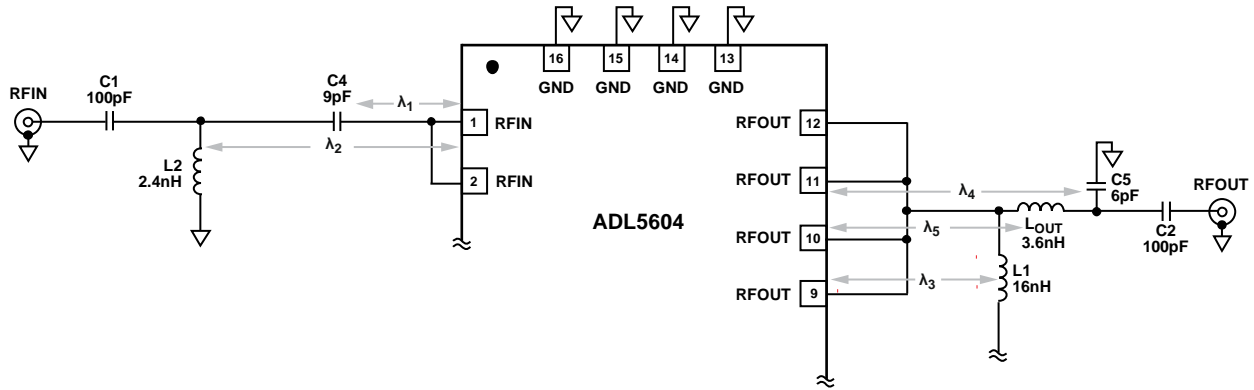 16 15 14 13
GND GND GND GND
RFIN
C1
100pF
C4
9pF
λ1
1 RFIN
λ2
L2
2.4nH
2 RFIN
ADL5604
RFOUT 12
RFOUT 11
RFOUT 10
RFOUT 9
λ4
λ5
λ3
LOUT
3.6nH
L1
16nH
C5
6pF
C2
100pF
RFOUT